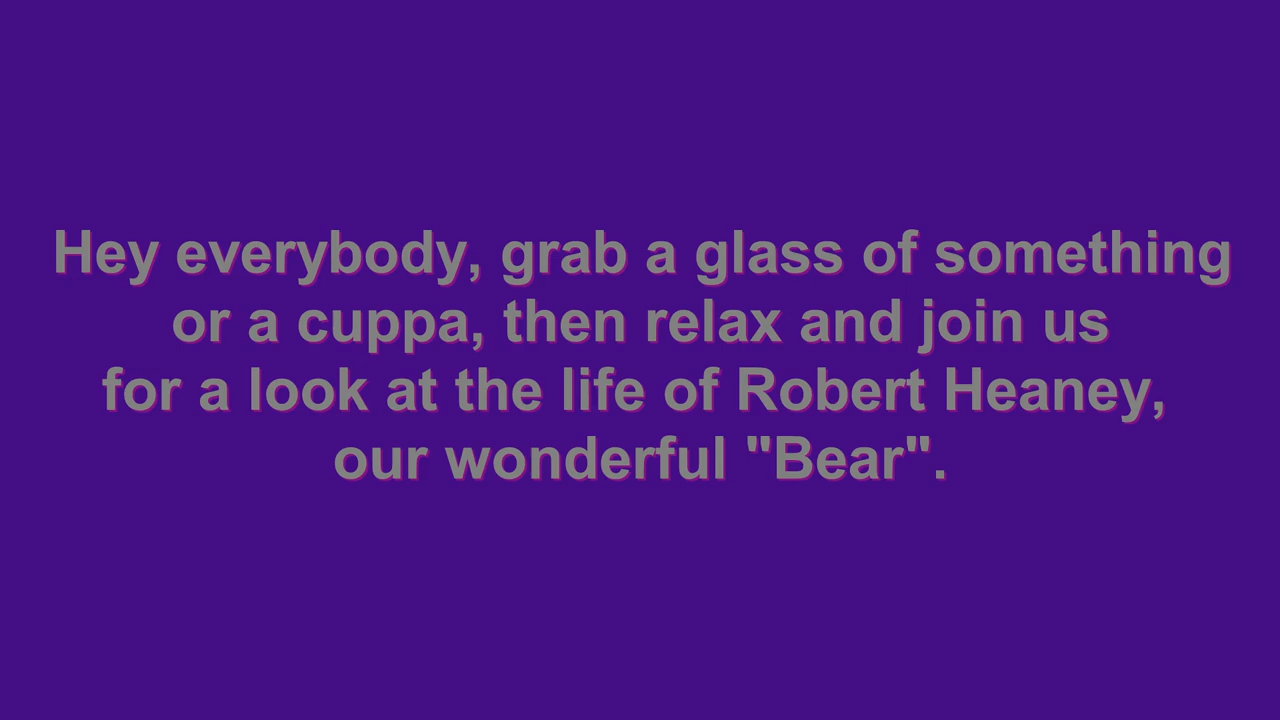 Hey everybody, grab a glass of something
or a cuppa, then relax and join us
for a look at the life of Robert Heaney,
our wonderful "Bear".